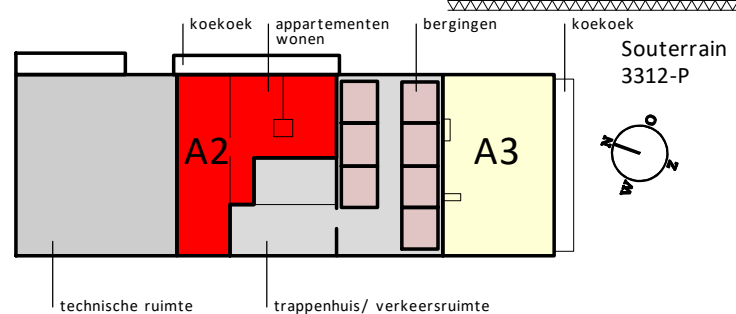 koekoek
appartementen
wonen
bergingen
koekoek
Souterrain
3312-P
N
O
Z
W
A2
A3
technische ruimte
trappenhuis/ verkeersruimte